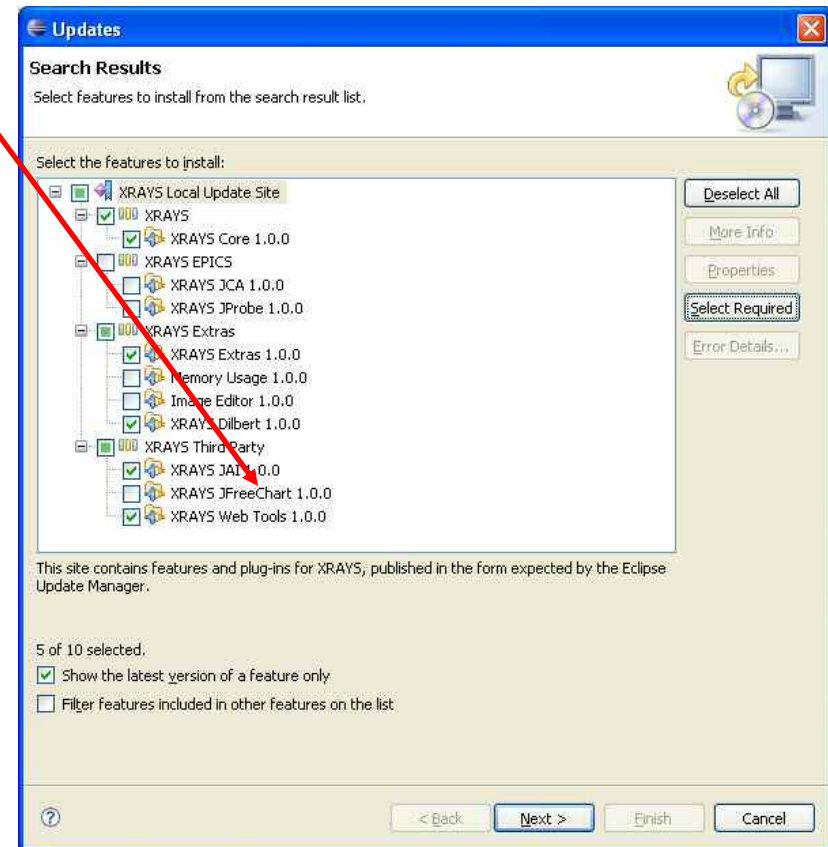 Updates
Search Results
Select features to install from the search result list.
Select the features to install:
XRAYS Local Update Site
XRAYS
XRAYS Core 1.0.0
XRAYS EPICS
XRAYS JCA 1.0.0
XRAYS JProbe 1.0.0
XRAYS Extras
XRAYS Extras 1.0.0
Memory Usage 1.0.0
Image Editor 1.0.0
XRAYS Dilbert 1.0.0
XRAYS Third Party
XRAYS JAI 1.0.0
XRAYS JFreeChart 1.0.0
XRAYS Web Tools 1.0.0
Deselect All
More Info
Properties
Select Required
Error Details...
This site contains features and plug-ins for XRAYS, published in the form expected by the Eclipse
Update Manager.
5 of 10 selected.
Show the latest version of a feature only
Filter features included in other features on the list
< Back
Next >
Finish
Cancel